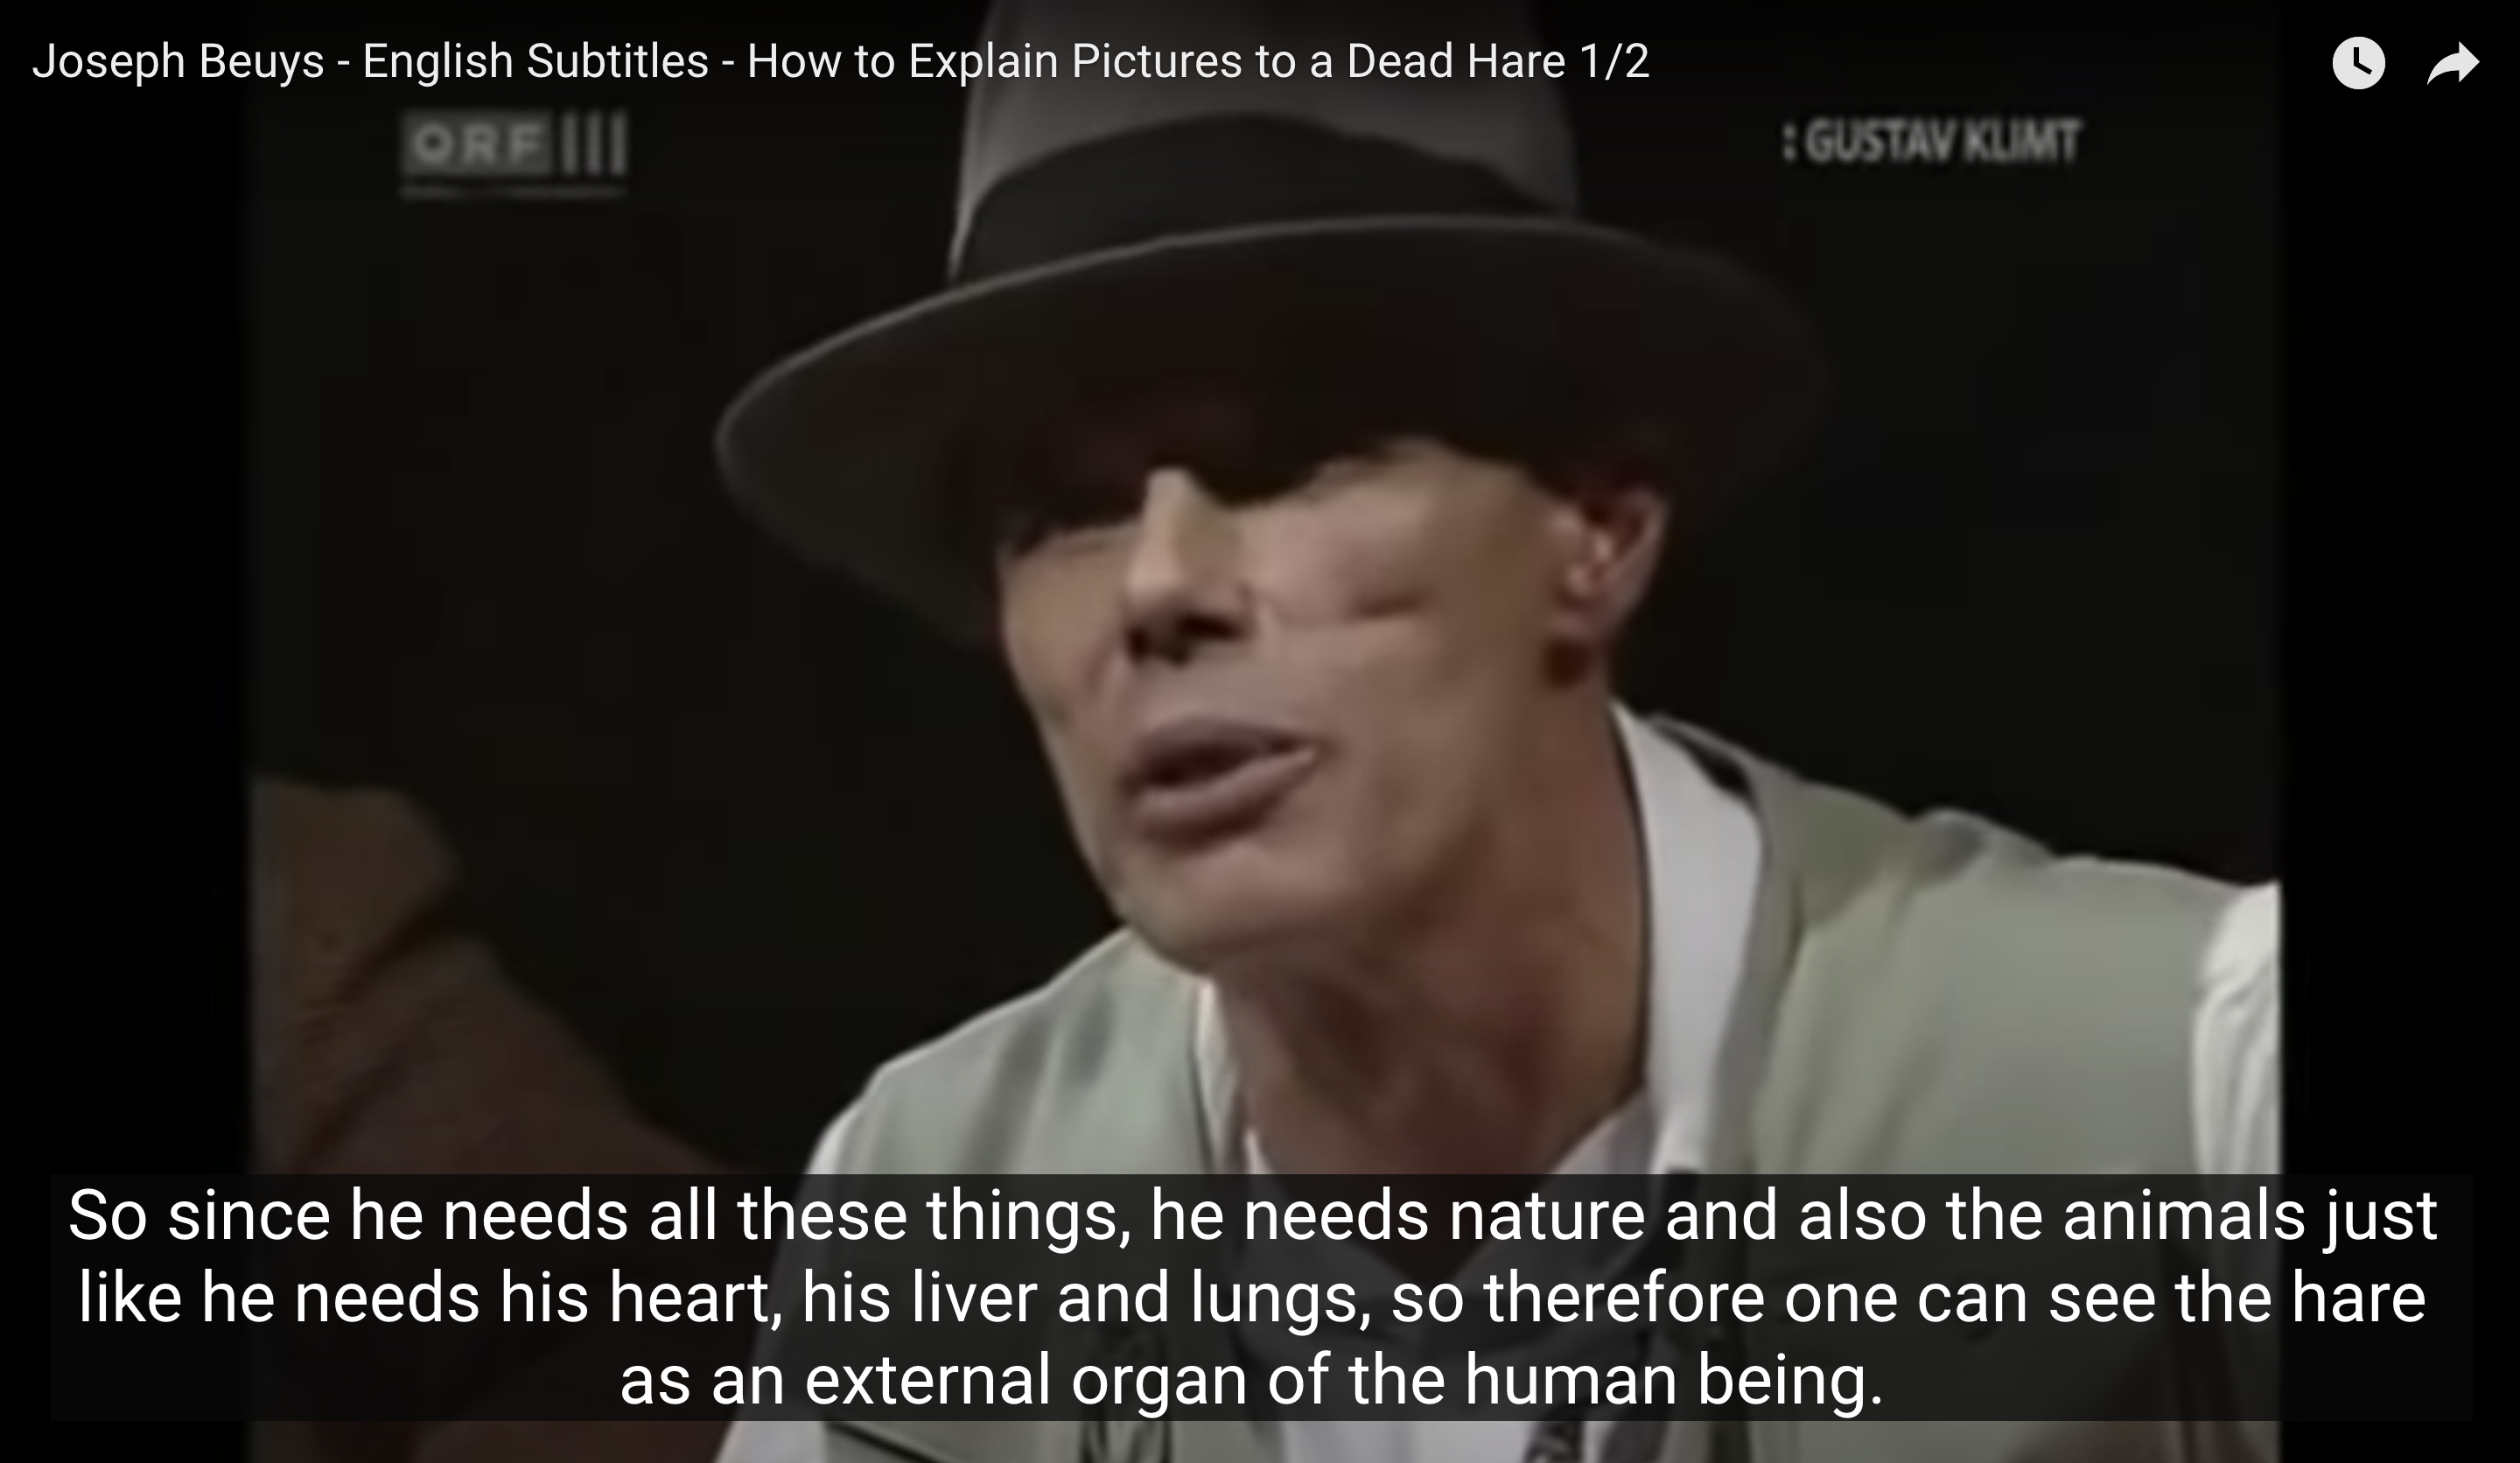 Joseph Beuys - English Subtitles - How to Explain Pictures to a Dead Hare 1/2
ORF III
: GUSTAV KLIMT
So since he needs all these things, he needs nature and also the animals just
like he needs his heart, his liver and lungs, so therefore one can see the hare
as an external organ of the human being.